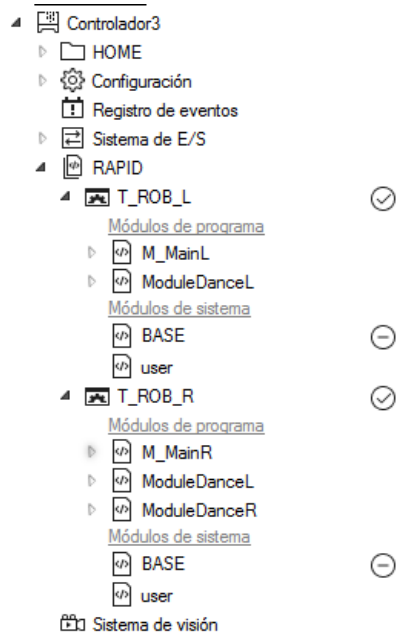 Controlador3
HOME
Configuración
Registro de eventos
Sistema de E/S
RAPID
T_ROB_L
Módulos de programa
M_MainL
ModuleDanceL
Módulos de sistema
BASE
user
T_ROB_R
Módulos de programa
M_MainR
ModuleDanceL
ModuleDanceR
Módulos de sistema
BASE
user
Sistema de visión